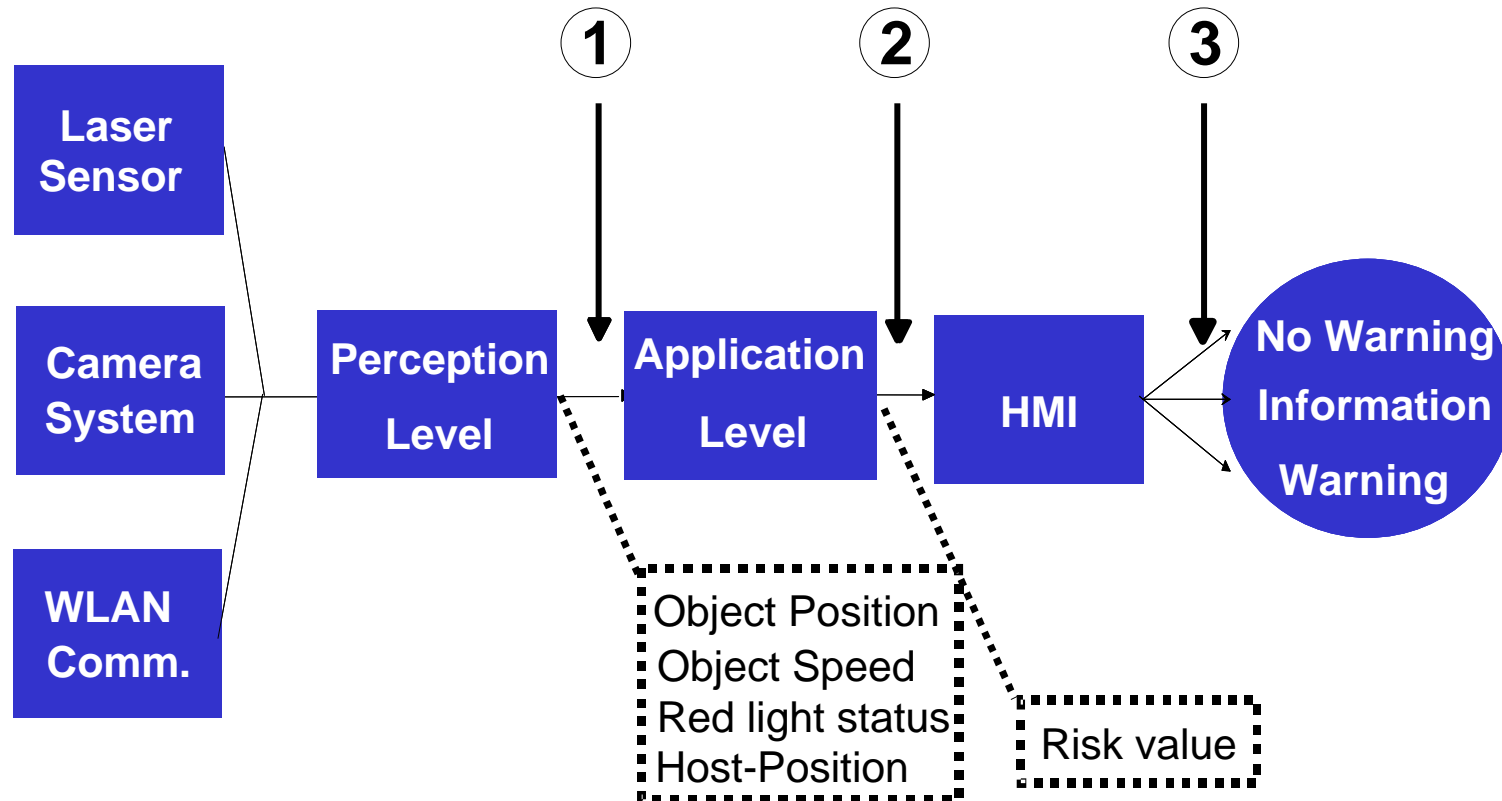 1
2
3
Laser
Sensor
Camera
System
WLAN
Comm.
Perception
Level
Application
Level
HMI
No Warning
Information
Warning
Object Position
Object Speed
Red light status
Host-Position
Risk value